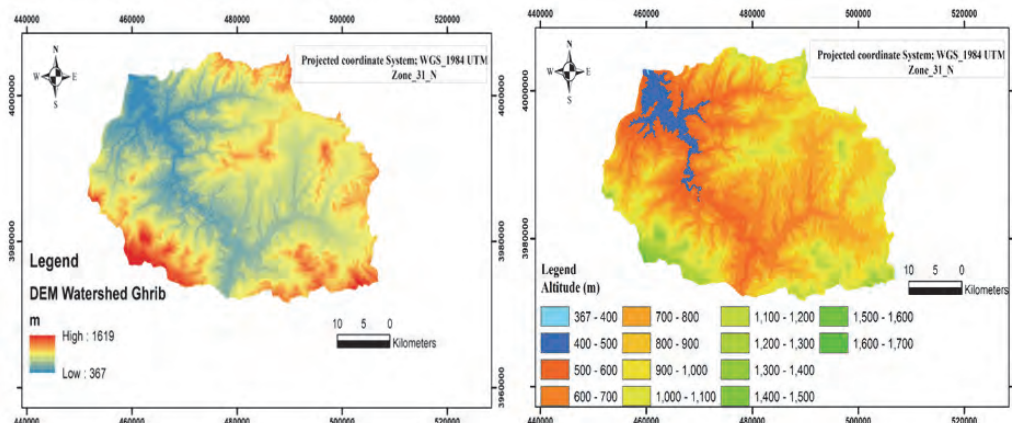 440000 460000 480000 500000 520000
N
W E
S
Projected coordinate System; WGS_1984 UTM
Zone_31_N
4000000
3980000
Legend
DEM Watershed Ghrib
m
High : 1619
Low : 367
10 5 0
Kilometers
3960000
440000 460000 480000 500000 520000
440000 460000 480000 500000 520000
N
W E
S
Projected coordinate System; WGS_1984 UTM
Zone_31_N
4000000
3980000
Legend
Altitude (m)
10 5 0
Kilometers
367 - 400 700 - 800 1,100 - 1,200 1,500 - 1,600
400 - 500 800 - 900 1,200 - 1,300 1,600 - 1,700
500 - 600 900 - 1,000 1,300 - 1,400
600 - 700 1,000 - 1,100 1,400 - 1,500
3960000
440000 460000 480000 500000 520000